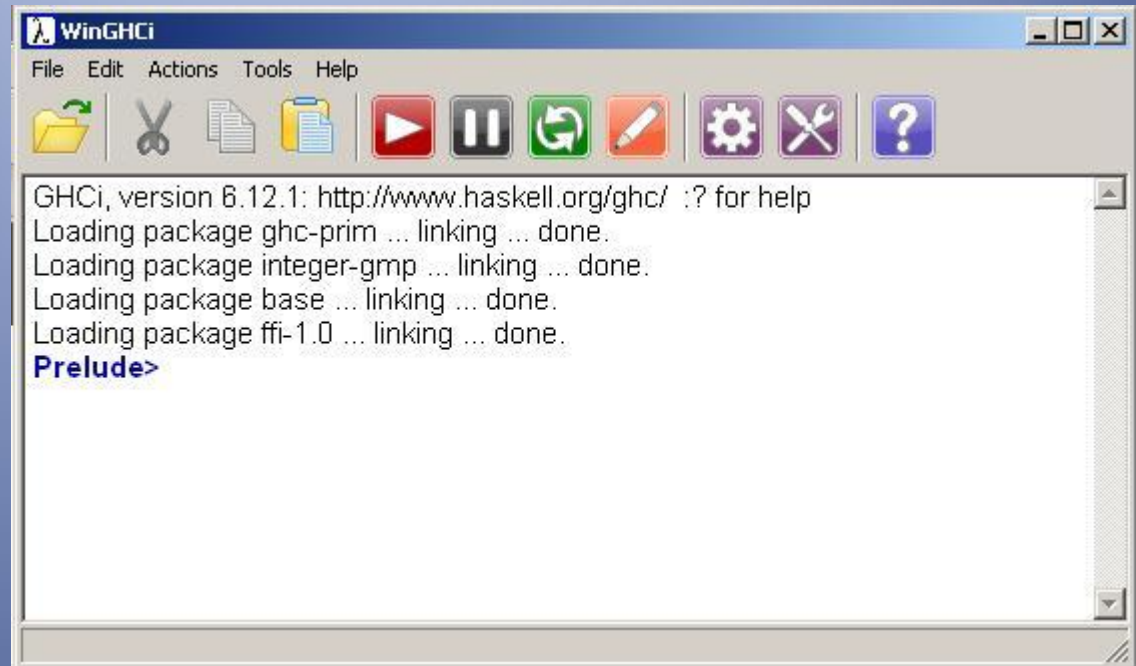 WinGHCi
File Edit Actions Tools Help
GHCi, version 6.12.1: http://www.haskell.org/ghc/ :? for help
Loading package ghc-prim ... linking ... done.
Loading package integer-gmp ... linking ... done.
Loading package base ... linking ... done.
Loading package ffi-1.0 ... linking ... done.
Prelude>